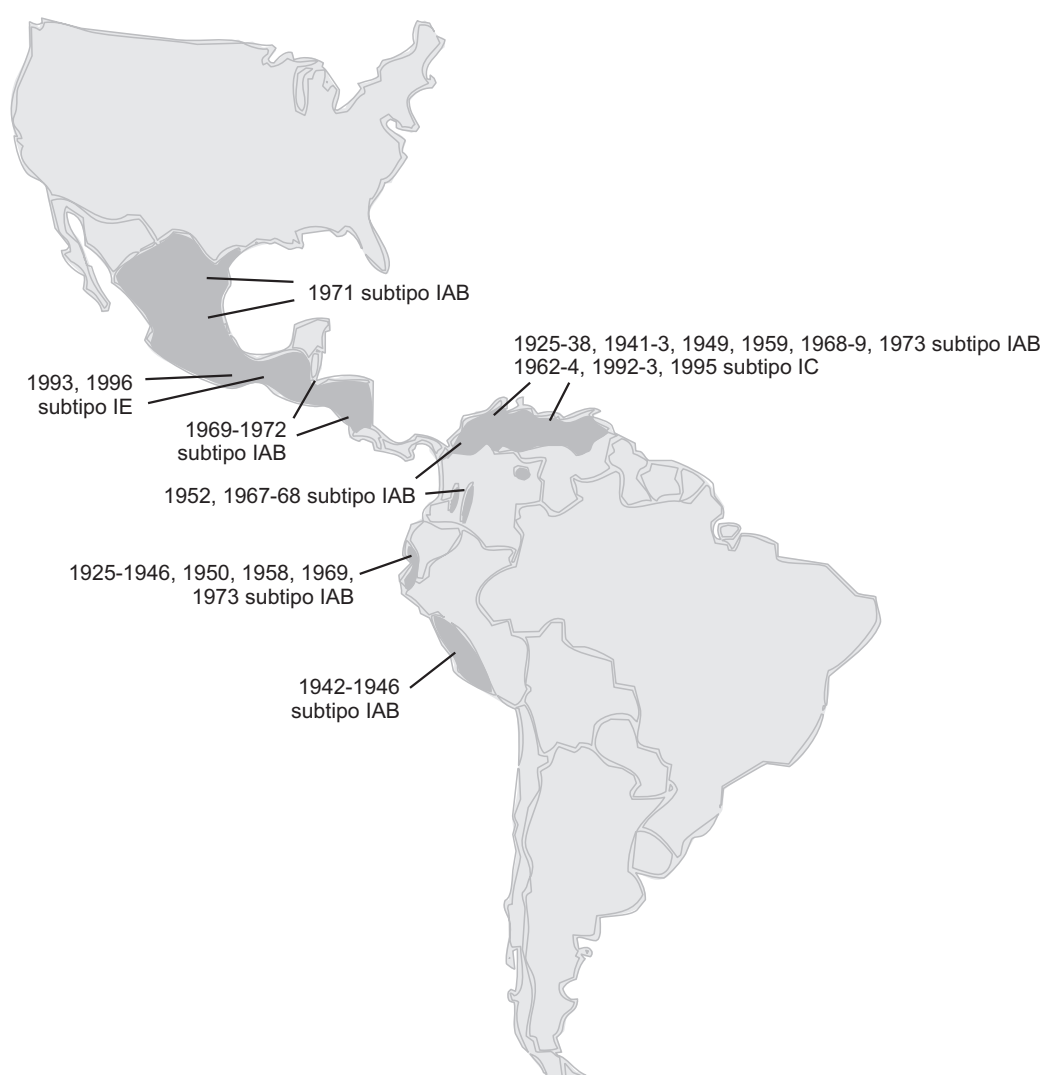 1971 subtipo IAB
1925-38, 1941-3, 1949, 1959, 1968-9, 1973 subtipo IAB
1962-4, 1992-3, 1995 subtipo IC
1993, 1996
subtipo IE
1969-1972
subtipo IAB
1952, 1967-68 subtipo IAB
1925-1946, 1950, 1958, 1969,
1973 subtipo IAB
1942-1946
subtipo IAB